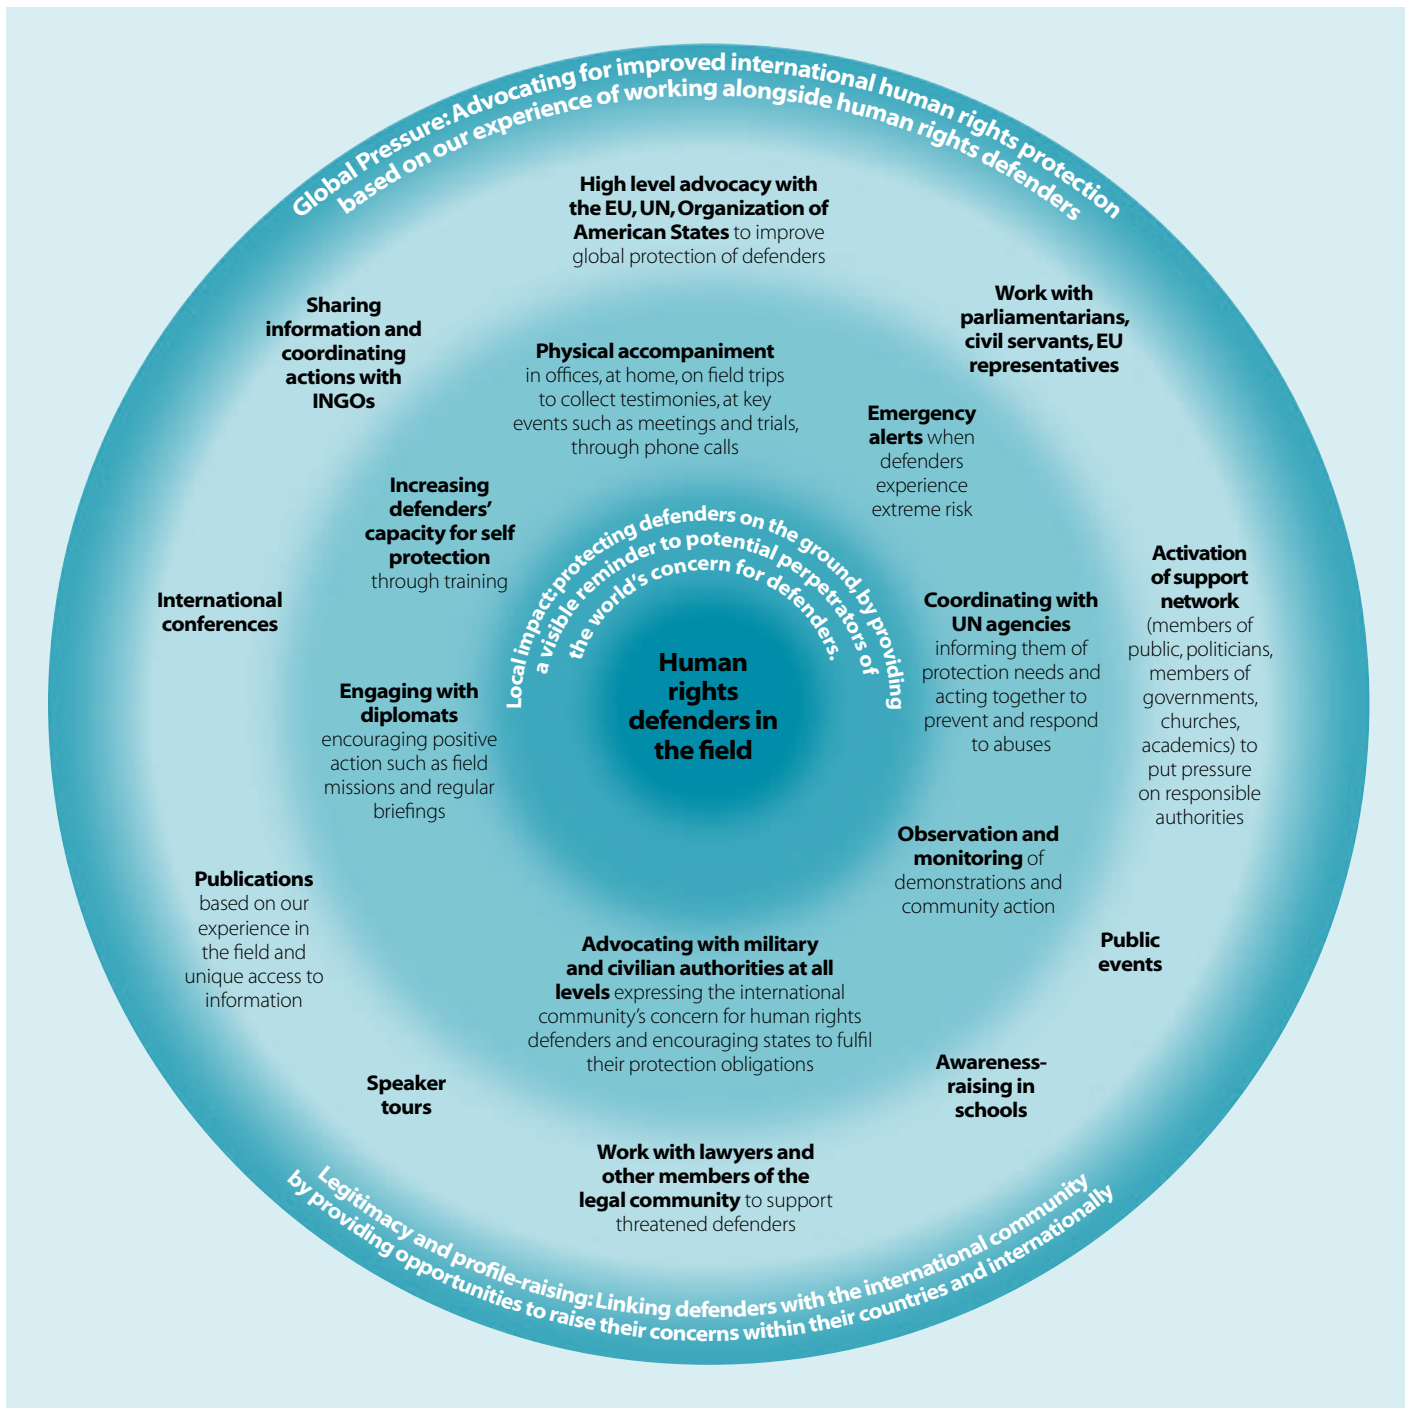 Global Pressure: Advocating for improved international human rights protection
based on our experience of working alongside human rights defenders
High level advocacy with
the EU, UN, Organization of
American States to improve
global protection of defenders
Sharing
information and
coordinating
actions with
INGOs
Work with
parliamentarians,
civil servants, EU
representatives
Physical accompaniment
in offices, at home, on field trips
to collect testimonies, at key
events such as meetings and trials,
through phone calls
Emergency
alerts when
defenders
experience
extreme risk
Increasing
defenders’
capacity for self
protection
through training
Local impact: protecting defenders on the ground, by providing
a visible reminder to potential perpetrators of
the world's concern for defenders.
Activation
of support
network
(members of
public, politicians,
members of
governments,
churches,
academics) to
put pressure
on responsible
authorities
International
conferences
Coordinating with
UN agencies
informing them of
protection needs and
acting together to
prevent and respond
to abuses
Human
rights
defenders in
the field
Engaging with
diplomats
encouraging positive
action such as field
missions and regular
briefings
Observation and
monitoring of
demonstrations and
community action
Publications
based on our
experience in
the field and
unique access to
information
Public
events
Advocating with military
and civilian authorities at all
levels expressing the international
community’s concern for human rights
defenders and encouraging states to fulfil
their protection obligations
Awareness-
raising in
schools
Speaker
tours
Work with lawyers and
other members of the
legal community to support
threatened defenders
Legitimacy and profile-raising: Linking defenders with the international community
by providing opportunities to raise their concerns within their countries and internationally